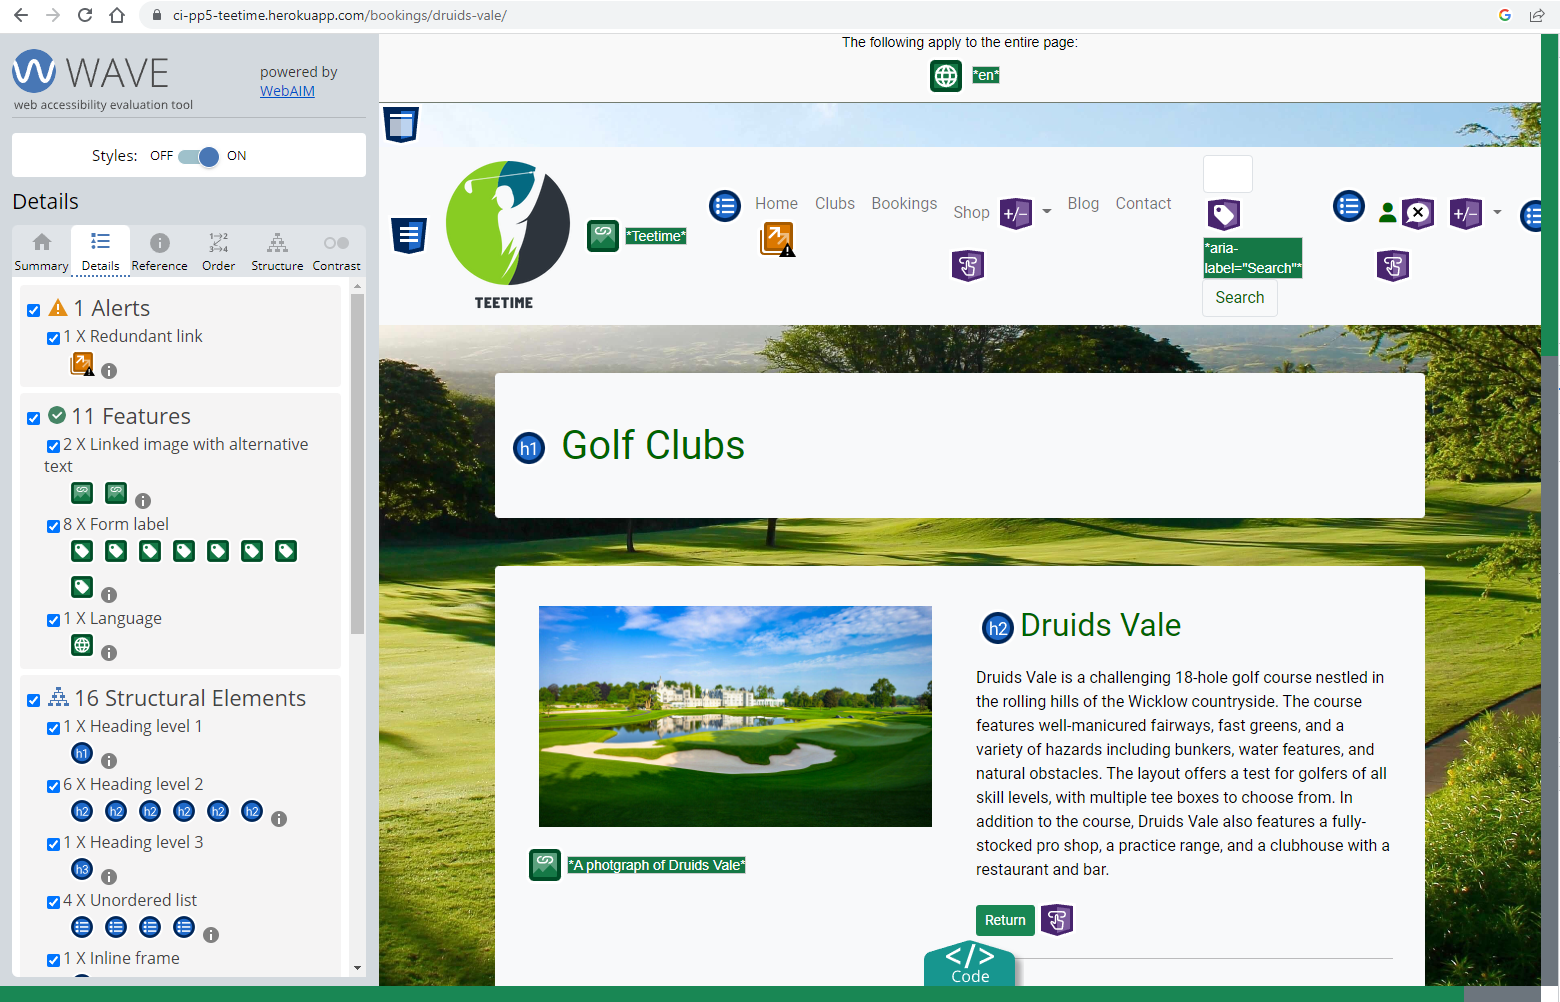 ci-pp5-teetime.herokuapp.com/bookings/druids-vale/
WAVE
web accessibility evaluation tool
powered by
WebAIM
Styles: OFF ON
Details
Summary Details Reference Order Structure Contrast
1 Alerts
1 X Redundant link
11 Features
2 X Linked image with alternative
text
8 X Form label
1 X Language
16 Structural Elements
1 X Heading level 1
h1
6 X Heading level 2
h2 h2 h2 h2 h2 h2
1 X Heading level 3
h3
4 X Unordered list
1 X Inline frame
The following apply to the entire page:
*en*
TEETIME
*Teetime*
Home Clubs Bookings Shop +/- Blog Contact
*aria-
label="Search"*
Search
+/-
h1 Golf Clubs
*A photgraph of Druids Vale*
h2 Druids Vale
Druids Vale is a challenging 18-hole golf course nestled in
the rolling hills of the Wicklow countryside. The course
features well-manicured fairways, fast greens, and a
variety of hazards including bunkers, water features, and
natural obstacles. The layout offers a test for golfers of all
skill levels, with multiple tee boxes to choose from. In
addition to the course, Druids Vale also features a fully-
stocked pro shop, a practice range, and a clubhouse with a
restaurant and bar.
Return
</>
Code